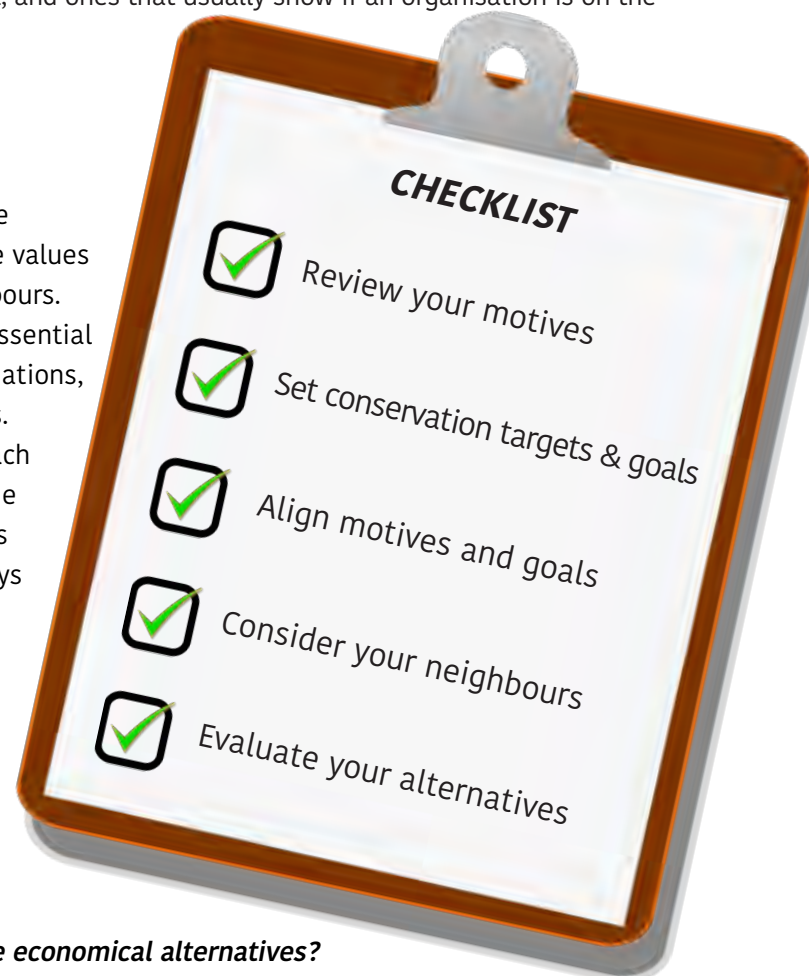 and ones that usually show if an organisation is on the
e
values
ours.
ssential
ations,
s.
ach
e
s
ys
CHECKLIST
Review your motives
Set conservation targets & goals
Align motives and goals
Consider your neighbours
Evaluate your alternatives
e economical alternatives?